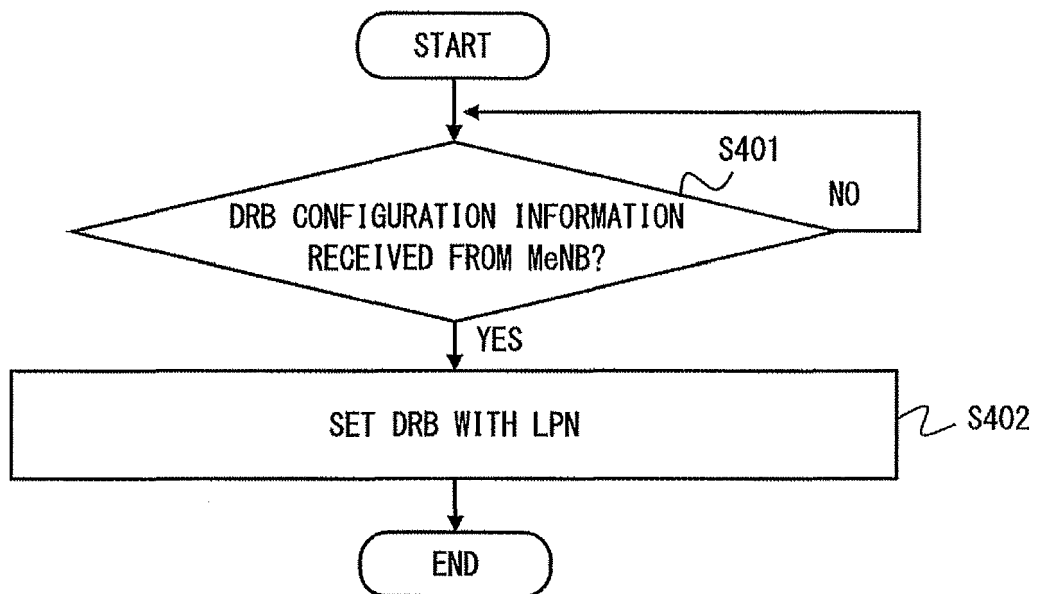 START
S401
NO
DRB CONFIGURATION INFORMATION
RECEIVED FROM MeNB?
YES
SET DRB WITH LPN
S402
END